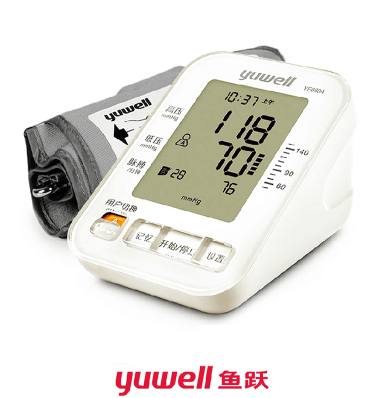 yuwell
yuwell
YE680A
10:37 上午
高压
mmHg
118
低压
mmHg
70
脉搏
/分钟
28
76
mmHg
140
90
60
用户切换
记忆
开始/停止
设置
yuwell 鱼跃